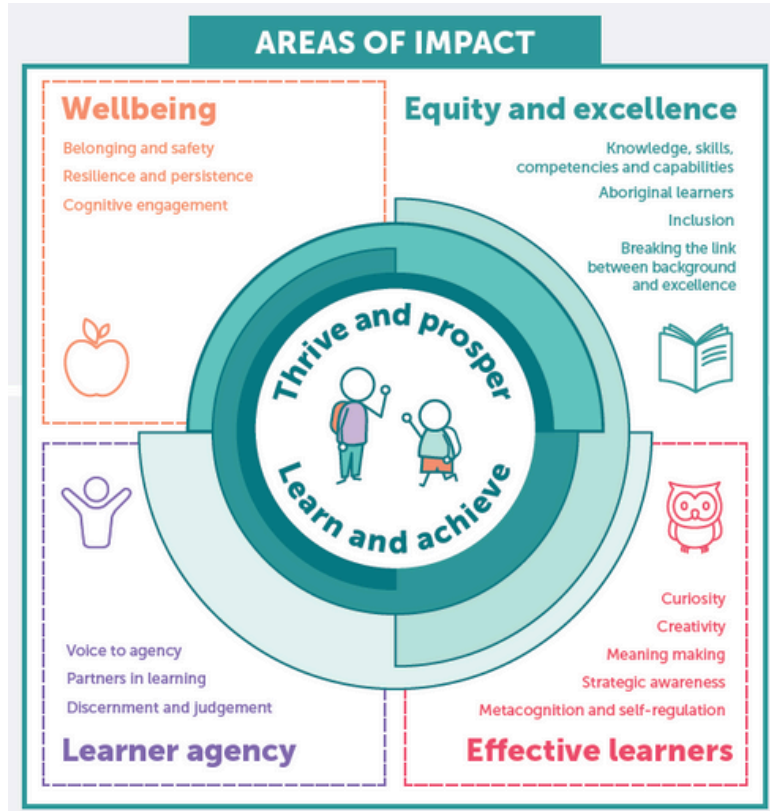 AREAS OF IMPACT
Wellbeing
Belonging and safety
Resilience and persistence
Cognitive engagement
Equity and excellence
Knowledge, skills,
competencies and capabilities
Aboriginal learners
Inclusion
Breaking the link
between background
and excellence
Thrive and prosper
Learn and achieve
Voice to agency
Partners in learning
Discernment and judgement
Learner agency
Curiosity
Creativity
Meaning making
Strategic awareness
Metacognition and self-regulation
Effective learners